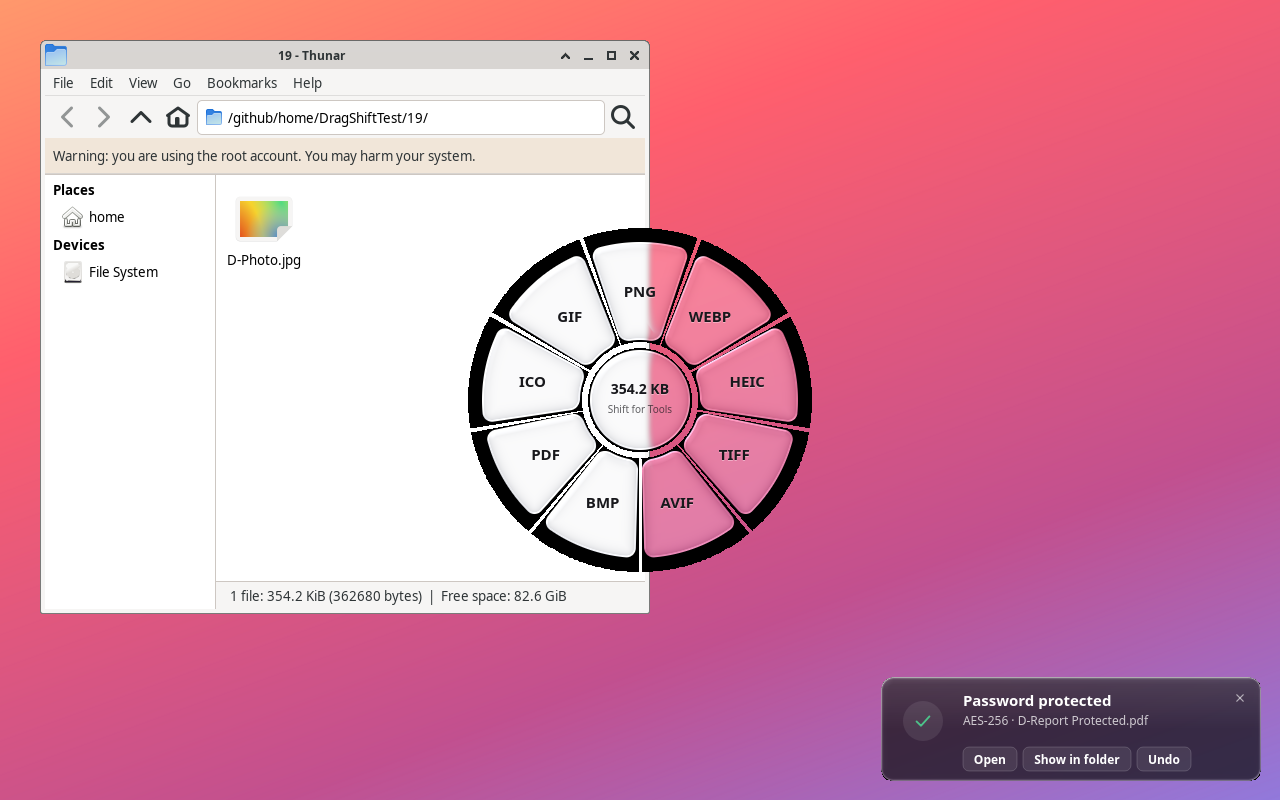 19 - Thunar
File Edit View Go Bookmarks Help
/github/home/DragShiftTest/19/
Warning: you are using the root account. You may harm your system.
Places
home
Devices
File System
D-Photo.jpg
PNG
WEBP
HEIC
TIFF
AVIF
BMP
PDF
ICO
GIF
354.2 KB
Shift for Tools
1 file: 354.2 KiB (362680 bytes) | Free space: 82.6 GiB
Password protected
AES-256 · D-Report Protected.pdf
Open Show in folder Undo